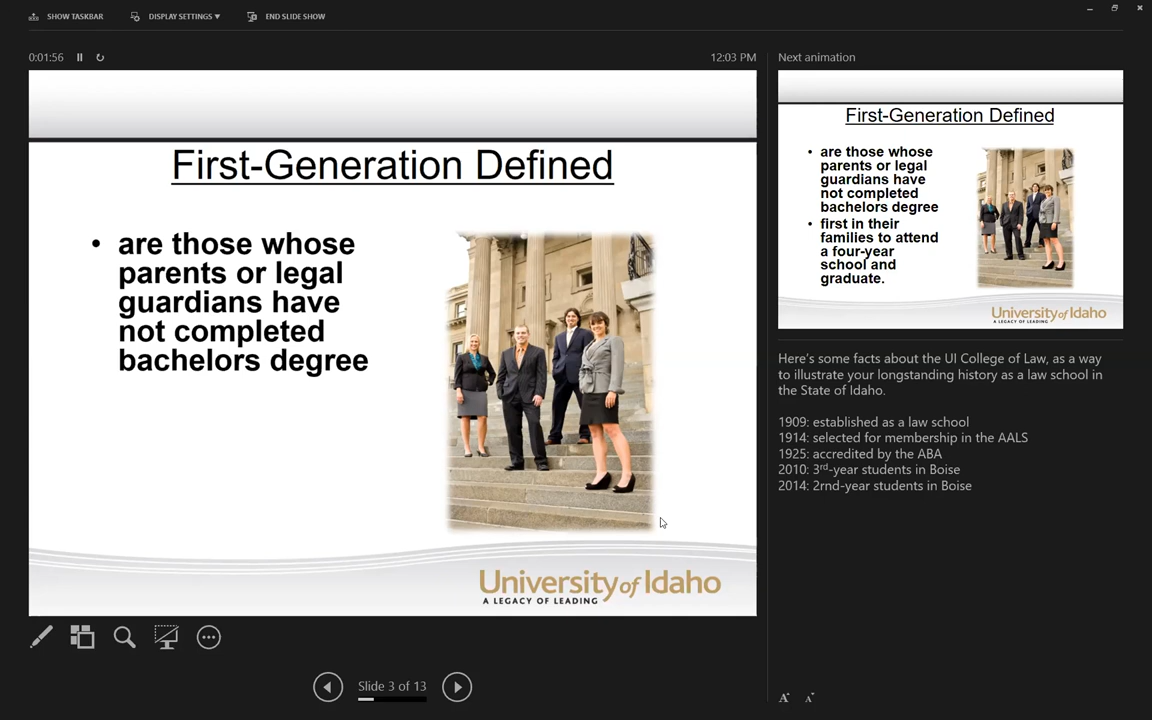 SHOW TASKBAR
DISPLAY SETTINGS ▼
END SLIDE SHOW
0:01:56
12:03 PM
First-Generation Defined
• are those whose
parents or legal
guardians have
not completed
bachelors degree
University of Idaho
A LEGACY OF LEADING
Slide 3 of 13
Next animation
First-Generation Defined
• are those whose
parents or legal
guardians have
not completed
bachelors degree
• first in their
families to attend
a four-year
school and
graduate.
University of Idaho
A LEGACY OF LEADING
Here's some facts about the UI College of Law, as a way
to illustrate your longstanding history as a law school in
the State of Idaho.
1909: established as a law school
1914: selected for membership in the AALS
1925: accredited by the ABA
2010: 3rd-year students in Boise
2014: 2rnd-year students in Boise
A A